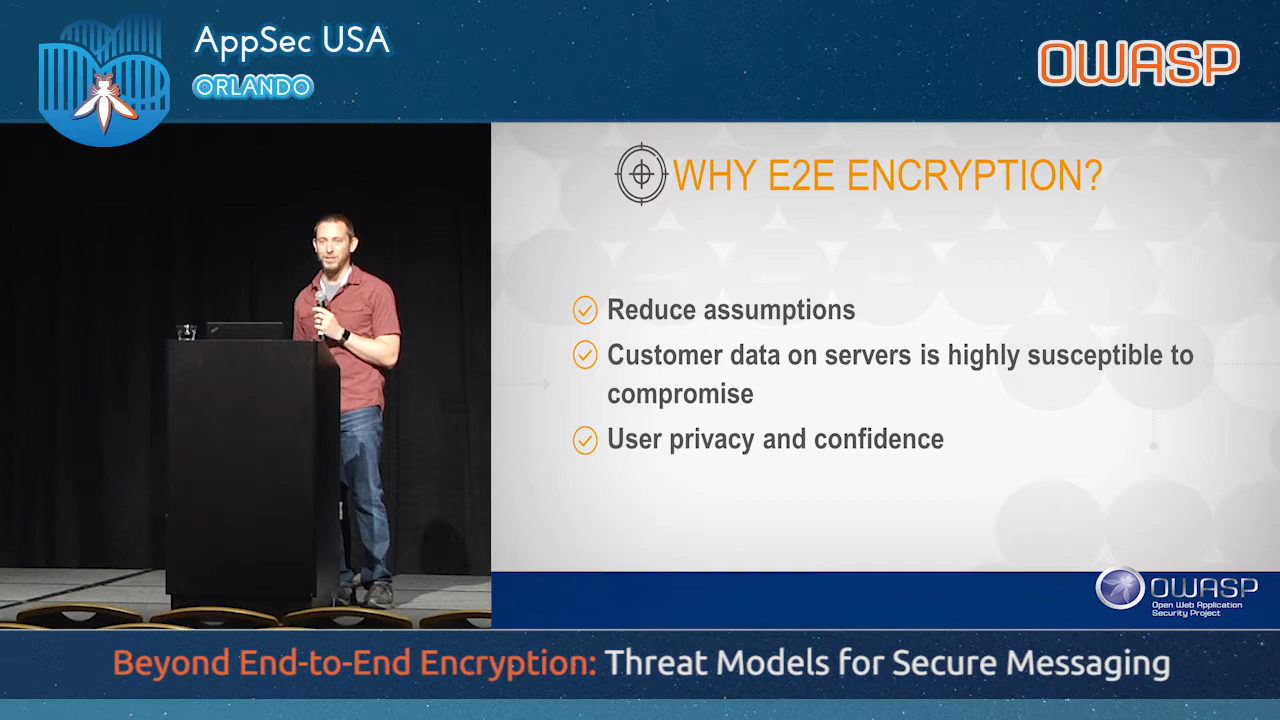 AppSec USA
ORLANDO
OWASP
WHY E2E ENCRYPTION?
Reduce assumptions
Customer data on servers is highly susceptible to
compromise
User privacy and confidence
OWASP
Open Web Application
Security Project
Beyond End-to-End Encryption: Threat Models for Secure Messaging